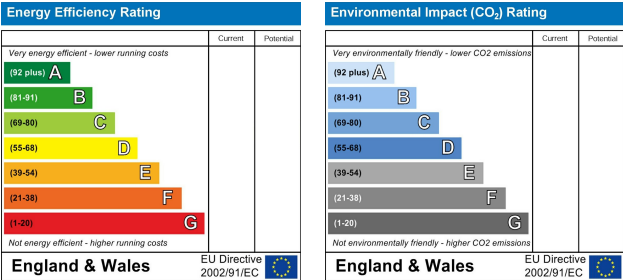 Energy Efficiency Rating
Current Potential
Very energy efficient - lower running costs
(92 plus) A
(81-91) B
(69-80) C
(55-68) D
(39-54) E
(21-38) F
(1-20) G
Not energy efficient - higher running costs
England & Wales
EU Directive
2002/91/EC
Environmental Impact (CO₂) Rating
Current Potential
Very environmentally friendly - lower CO2 emissions
(92 plus) A
(81-91) B
(69-80) C
(55-68) D
(39-54) E
(21-38) F
(1-20) G
Not environmentally friendly - higher CO2 emissions
England & Wales
EU Directive
2002/91/EC